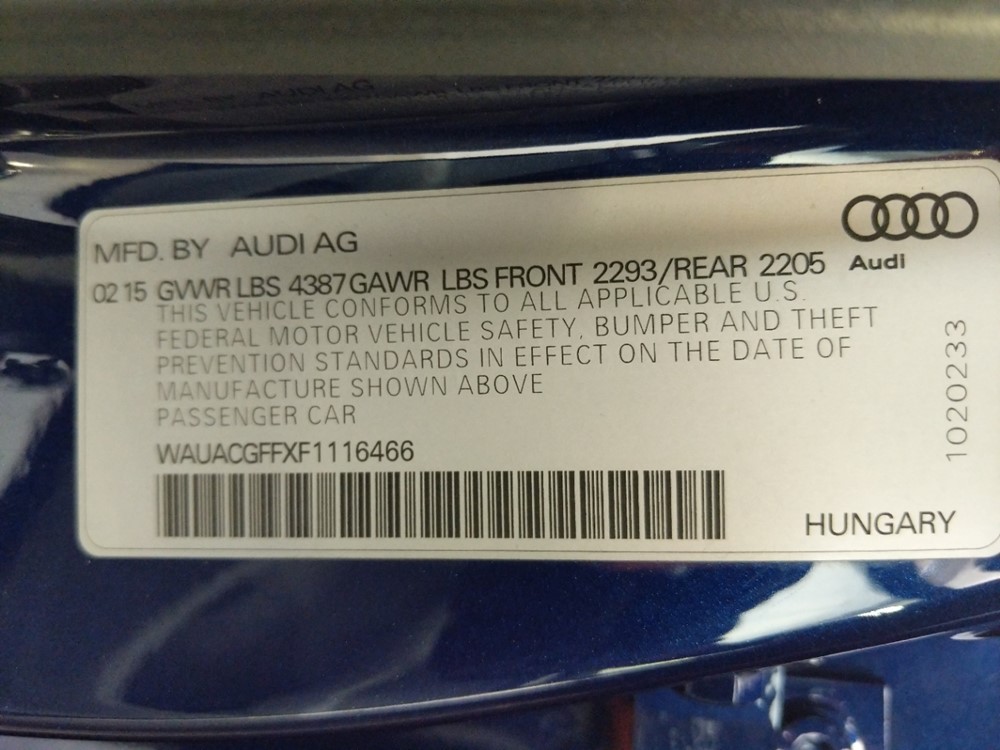 MFD. BY AUDI AG
02 15 GVWR LBS 4387 GAWR LBS FRONT 2293/REAR 2205
Audi
THIS VEHICLE CONFORMS TO ALL APPLICABLE U.S.
FEDERAL MOTOR VEHICLE SAFETY, BUMPER AND THEFT
PREVENTION STANDARDS IN EFFECT ON THE DATE OF
MANUFACTURE SHOWN ABOVE
PASSENGER CAR
WAUACGFFXF1116466
1020233
HUNGARY